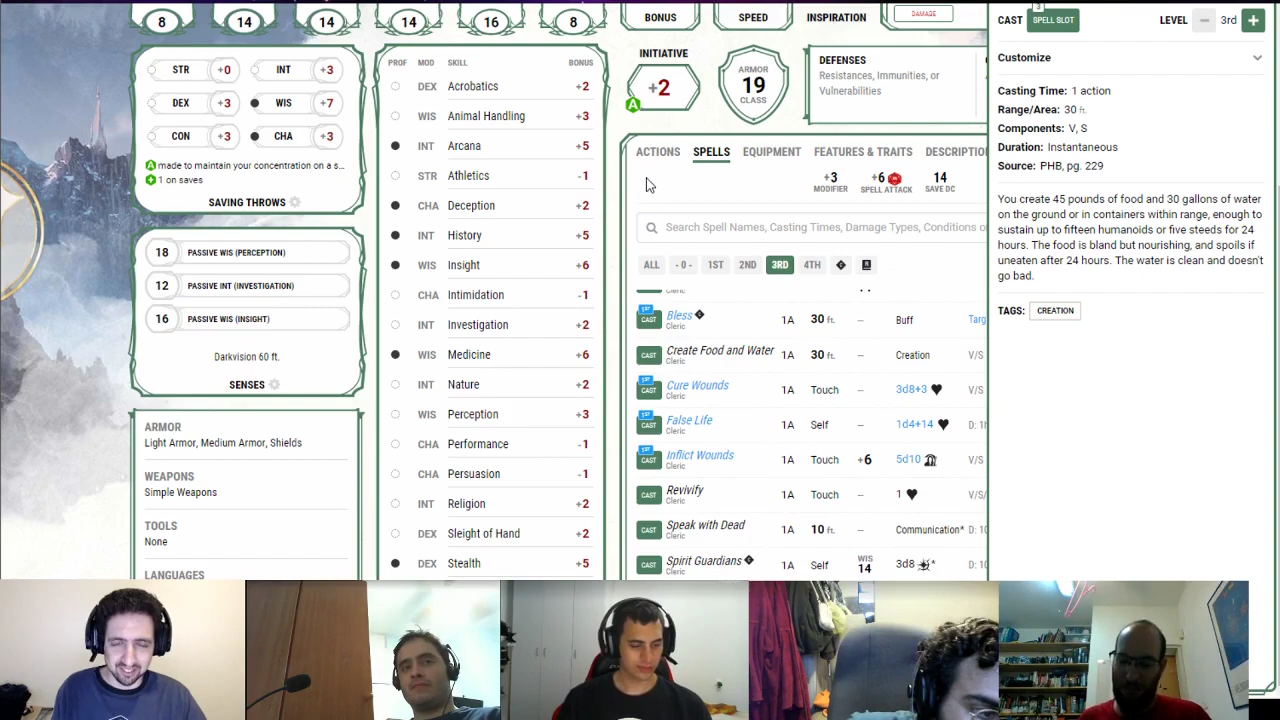 8
14
14
14
16
8
BONUS
SPEED
INSPIRATION
DAMAGE
STR +0
INT +3
DEX +3
WIS +7
CON +3
CHA +3
A made to maintain your concentration on a s...
1 on saves
SAVING THROWS
18 PASSIVE WIS (PERCEPTION)
12 PASSIVE INT (INVESTIGATION)
16 PASSIVE WIS (INSIGHT)
Darkvision 60 ft.
SENSES
ARMOR
Light Armor, Medium Armor, Shields
WEAPONS
Simple Weapons
TOOLS
None
LANGUAGES
PROF MOD SKILL BONUS
DEX Acrobatics +2
WIS Animal Handling +3
INT Arcana +5
STR Athletics -1
CHA Deception +2
INT History +5
WIS Insight +6
CHA Intimidation -1
INT Investigation +2
WIS Medicine +6
INT Nature +2
WIS Perception +3
CHA Performance -1
CHA Persuasion -1
INT Religion +2
DEX Sleight of Hand +2
DEX Stealth +5
INITIATIVE
+2
A
ARMOR
19
CLASS
DEFENSES
Resistances, Immunities, or
Vulnerabilities
ACTIONS SPELLS EQUIPMENT FEATURES & TRAITS DESCRIPTION
+3
MODIFIER
+6
SPELL ATTACK
14
SAVE DC
Search Spell Names, Casting Times, Damage Types, Conditions or
ALL - 0 - 1ST 2ND 3RD 4TH
Cleric
1ST
CAST Bless 1A 30 ft. -- Buff Targ
Cleric
CAST Create Food and Water 1A 30 ft. -- Creation V/S
Cleric
1ST
CAST Cure Wounds 1A Touch -- 3d8+3 V/S
Cleric
1ST
CAST False Life 1A Self -- 1d4+14 D: 1h
Cleric
1ST
CAST Inflict Wounds 1A Touch +6 5d10 V/S
Cleric
CAST Revivify 1A Touch -- 1 V/S/
Cleric
CAST Speak with Dead 1A 10 ft. -- Communication* D: 10
Cleric
CAST Spirit Guardians 1A Self WIS 14 3d8 * D: 10
Cleric
3
CAST SPELL SLOT LEVEL 3rd
Customize
Casting Time: 1 action
Range/Area: 30 ft.
Components: V, S
Duration: Instantaneous
Source: PHB, pg. 229
You create 45 pounds of food and 30 gallons of water
on the ground or in containers within range, enough to
sustain up to fifteen humanoids or five steeds for 24
hours. The food is bland but nourishing, and spoils if
uneaten after 24 hours. The water is clean and doesn't
go bad.
TAGS: CREATION